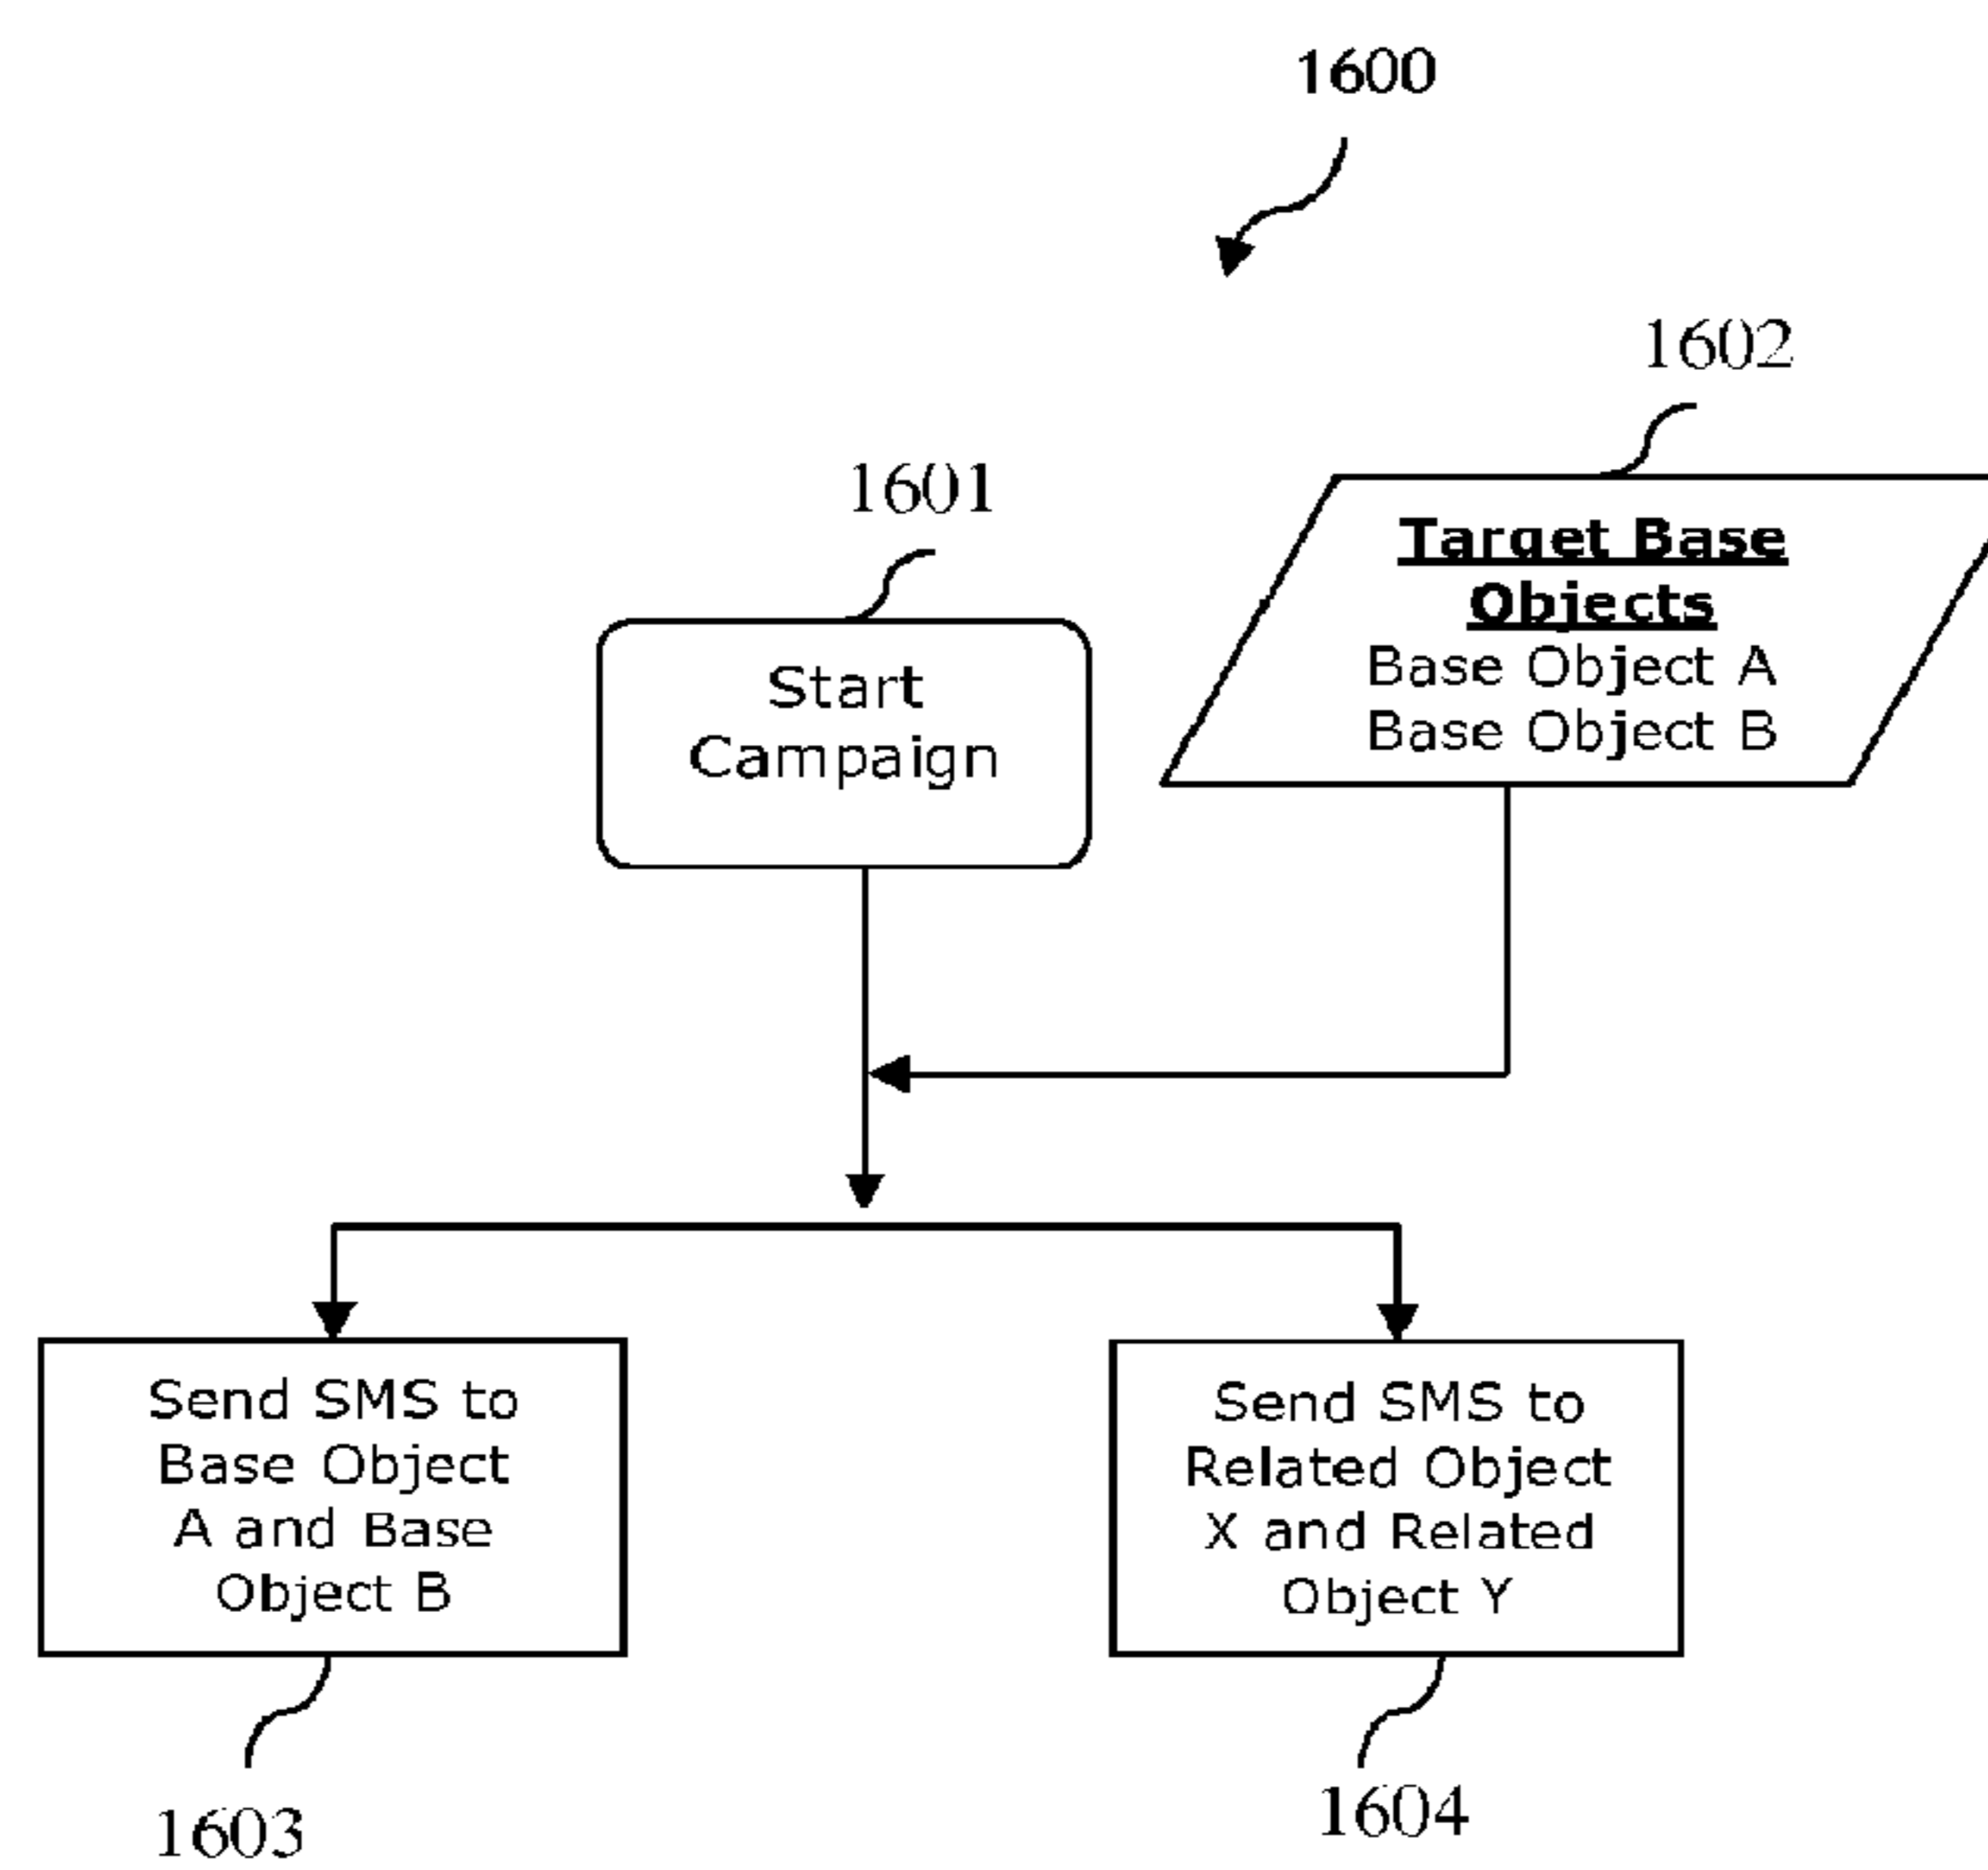 1600
1602
1601
Target Base
Objects
Base Object A
Base Object B
Start
Campaign
Send SMS to
Base Object
A and Base
Object B
Send SMS to
Related Object
X and Related
Object Y
1603
1604